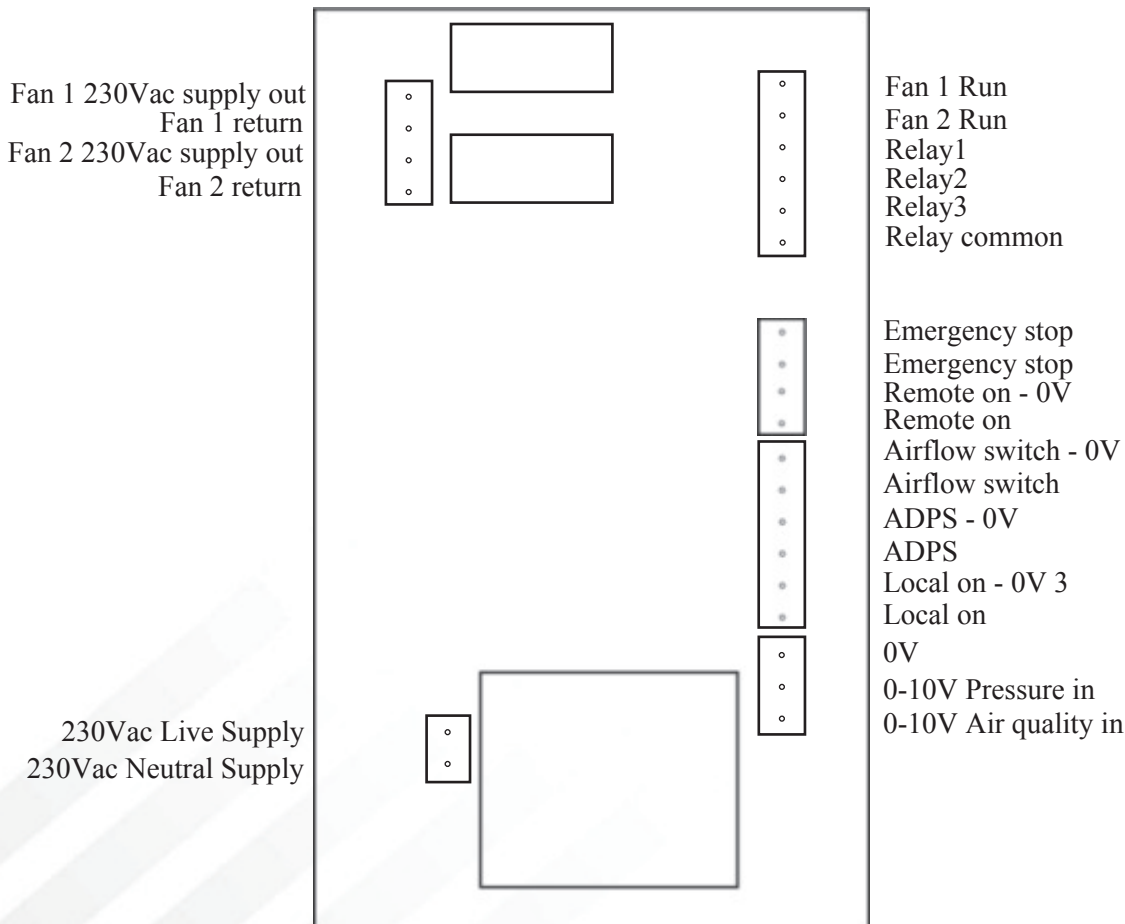 Fan 1 230Vac supply out
Fan 1 return
Fan 2 230Vac supply out
Fan 2 return
230Vac Live Supply
230Vac Neutral Supply
Fan 1 Run
Fan 2 Run
Relay1
Relay2
Relay3
Relay common
Emergency stop
Emergency stop
Remote on - 0V
Remote on
Airflow switch - 0V
Airflow switch
ADPS - 0V
ADPS
Local on - 0V 3
Local on
0V
0-10V Pressure in
0-10V Air quality in